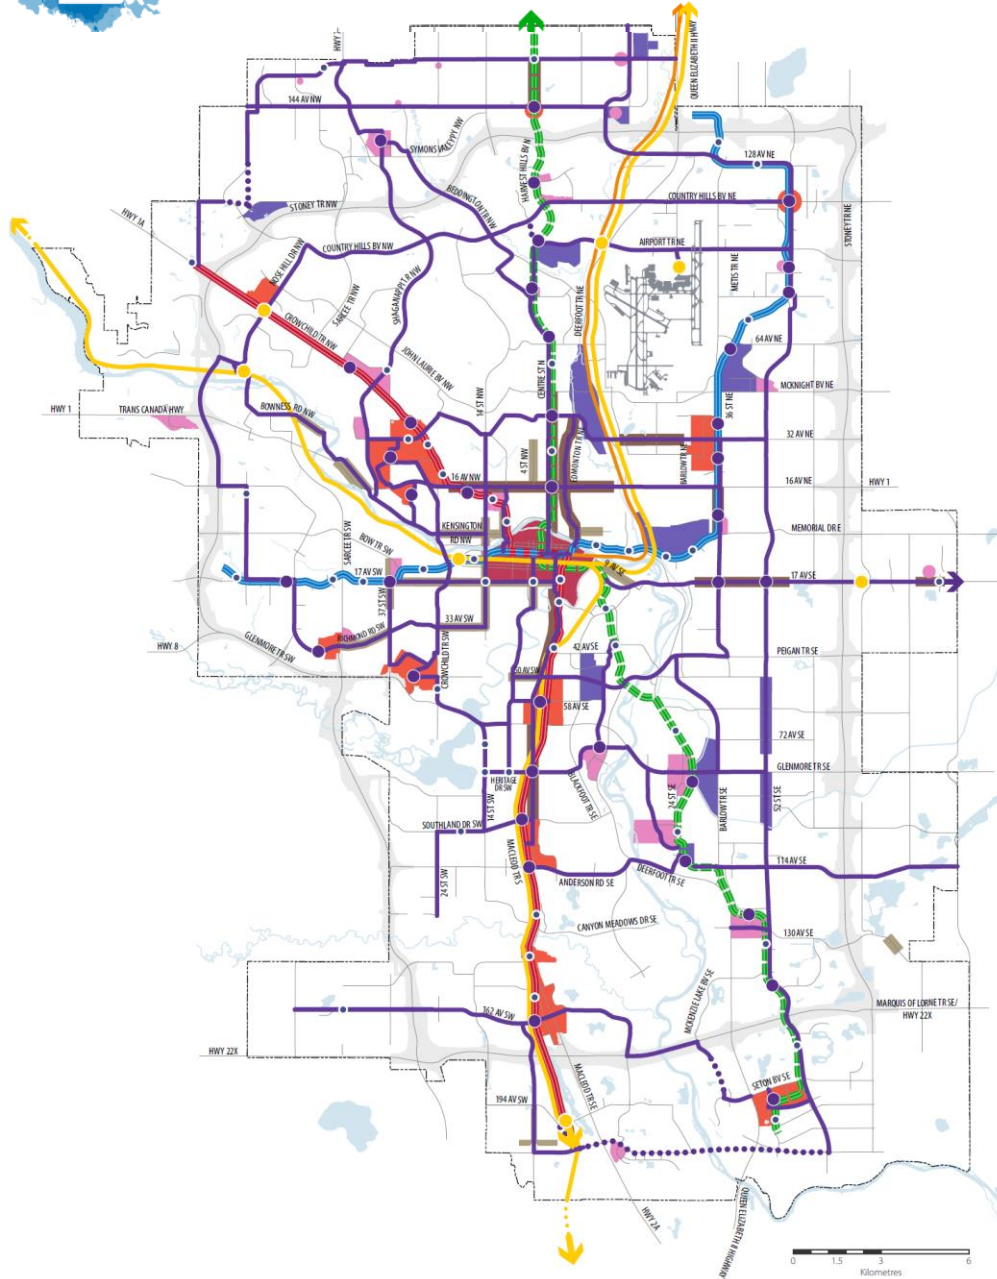 HWY 2
QUEEN ELIZABETH II HWY
144 AV NW
SYMONS VALLEY PY NW
HARVEST HILLS BV N
128 AV NE
BEDDINGTON TR NW
COUNTRY HILLS BV NE
STONEY TR NW
HWY 1A
STONEY TR NE
COUNTRY HILLS BV NW
AIRPORT TR NE
METIS TR NE
NOSE HILL DR NW
SARCEE TR NW
SHAGANAPPI TR NW
DEERFOOT TR NE
CROWCHILD TR NW
64 AV NE
JOHN LAURIE BV NW
CENTRE ST N
MCKNIGHT BV NE
14 ST NW
HWY 1
TRANS CANADA HWY
BOWNESS RD NW
36 ST NE
EDMONTON TR NE
32 AV NE
BARLOW TR NE
4 ST NW
16 AV NW
16 AV NE
HWY 1
KENSINGTON
RD NW
MEMORIAL DR E
SARCEE TR SW
BOW TR SW
9 AV SE
17 AV SW
17 AV SE
37 ST SW
33 AV SW
RICHMOND RD SW
GLENMORE TR SW
HWY 8
CROWCHILD TR SW
42 AV SE
PEIGAN TR SE
50 AV SW
58 AV SE
72 AV SE
GLENMORE TR SE
HERITAGE
DR SW
BLACKFOOT TR SE
24 ST SE
BARLOW TR SE
52 ST SE
14 ST SW
SOUTHLAND DR SW
MACLEOD TR S
24 ST SW
ANDERSON RD SE
DEERFOOT TR SE
114 AV SE
CANYON MEADOWS DR SE
130 AV SE
MCKENZIE LAKE BV SE
MARQUIS OF LORNE TR SE/
HWY 22X
162 AV SW
HWY 22X
MACLEOD TR SE
SETON BV SE
194 AV SW
HWY 2A
QUEEN ELIZABETH II HIGHWAY
0 1.5 3 6
Kilometres